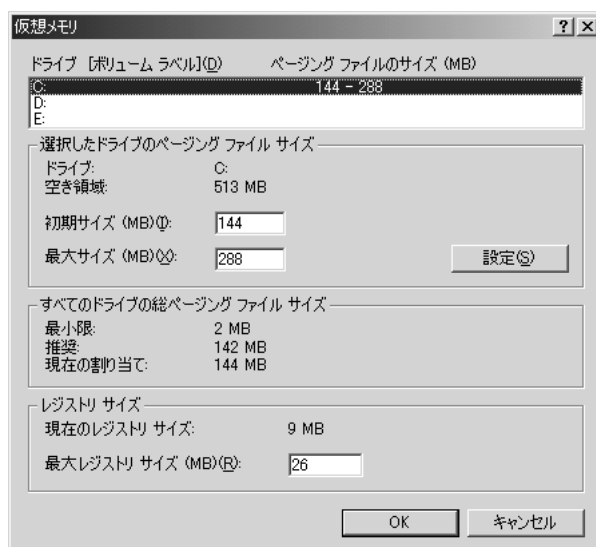 仮想メモリ
ドライブ [ボリューム ラベル](D) ページング ファイルのサイズ (MB)
C: 144 - 288
D:
E:
選択したドライブのページング ファイル サイズ
ドライブ: C:
空き領域: 513 MB
初期サイズ (MB)(I): 144
最大サイズ (MB)(X): 288
設定(S)
すべてのドライブの総ページング ファイル サイズ
最小限: 2 MB
推奨: 142 MB
現在の割り当て: 144 MB
レジストリ サイズ
現在のレジストリ サイズ: 9 MB
最大レジストリ サイズ (MB)(R): 26
OK キャンセル